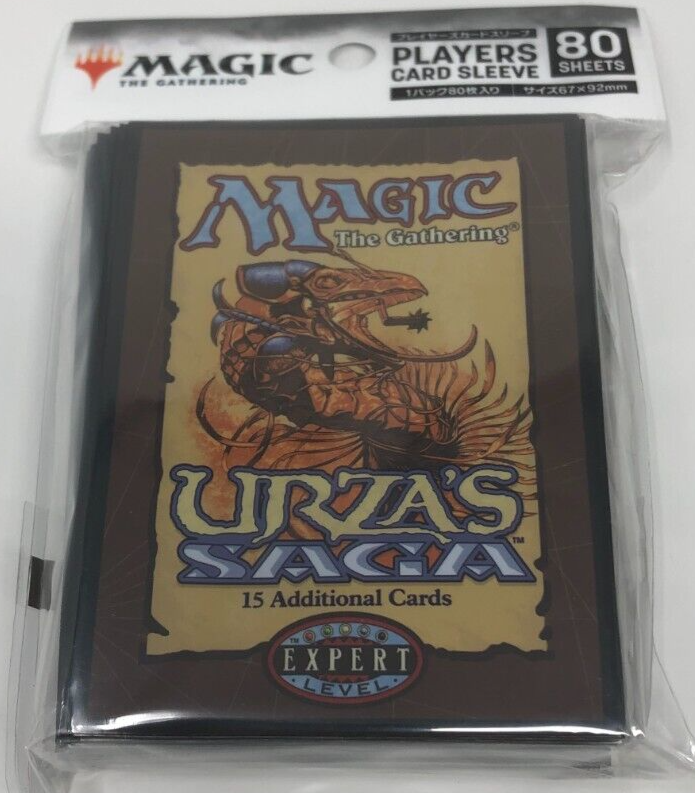 MAGIC
THE GATHERING
プレイヤーズカードスリーブ
PLAYERS
CARD SLEEVE
80
SHEETS
1パック80枚入り
サイズ67×92mm
MAGIC
The Gathering®
URZA'S
SAGA™
15 Additional Cards
™
EXPERT
LEVEL